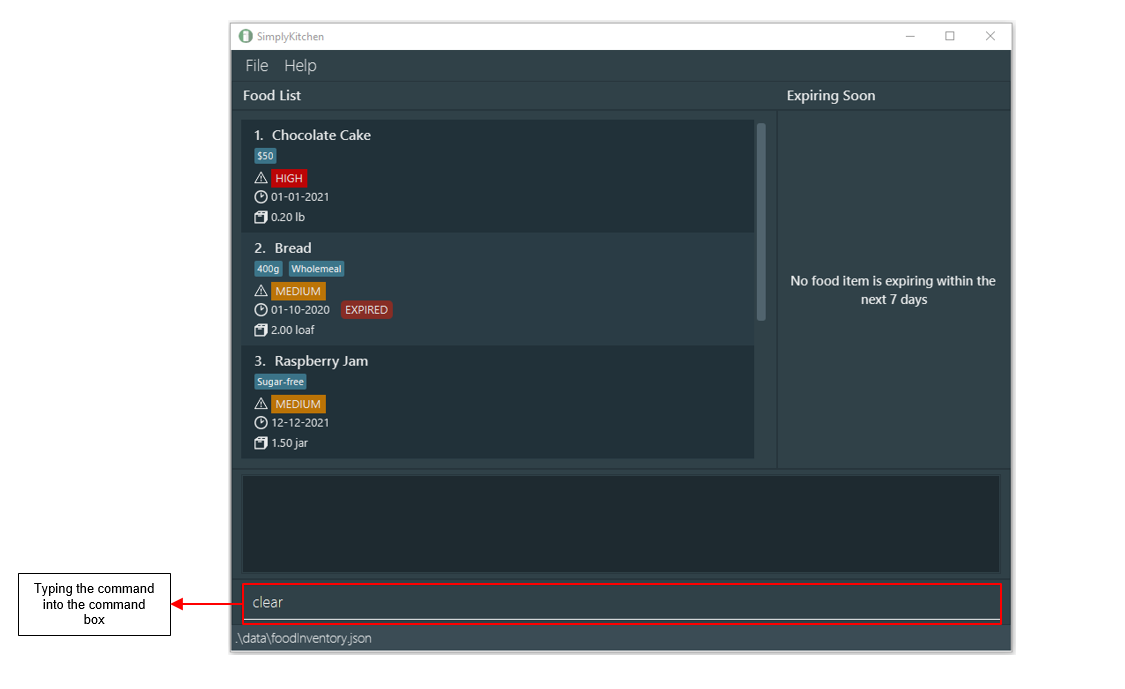 SimplyKitchen
File Help
Food List
Expiring Soon
1. Chocolate Cake
$50
HIGH
01-01-2021
0.20 lb
2. Bread
400g Wholemeal
MEDIUM
01-10-2020 EXPIRED
2.00 loaf
3. Raspberry Jam
Sugar-free
MEDIUM
12-12-2021
1.50 jar
No food item is expiring within the
next 7 days
Typing the command
into the command
box
clear
.\data\foodInventory.json